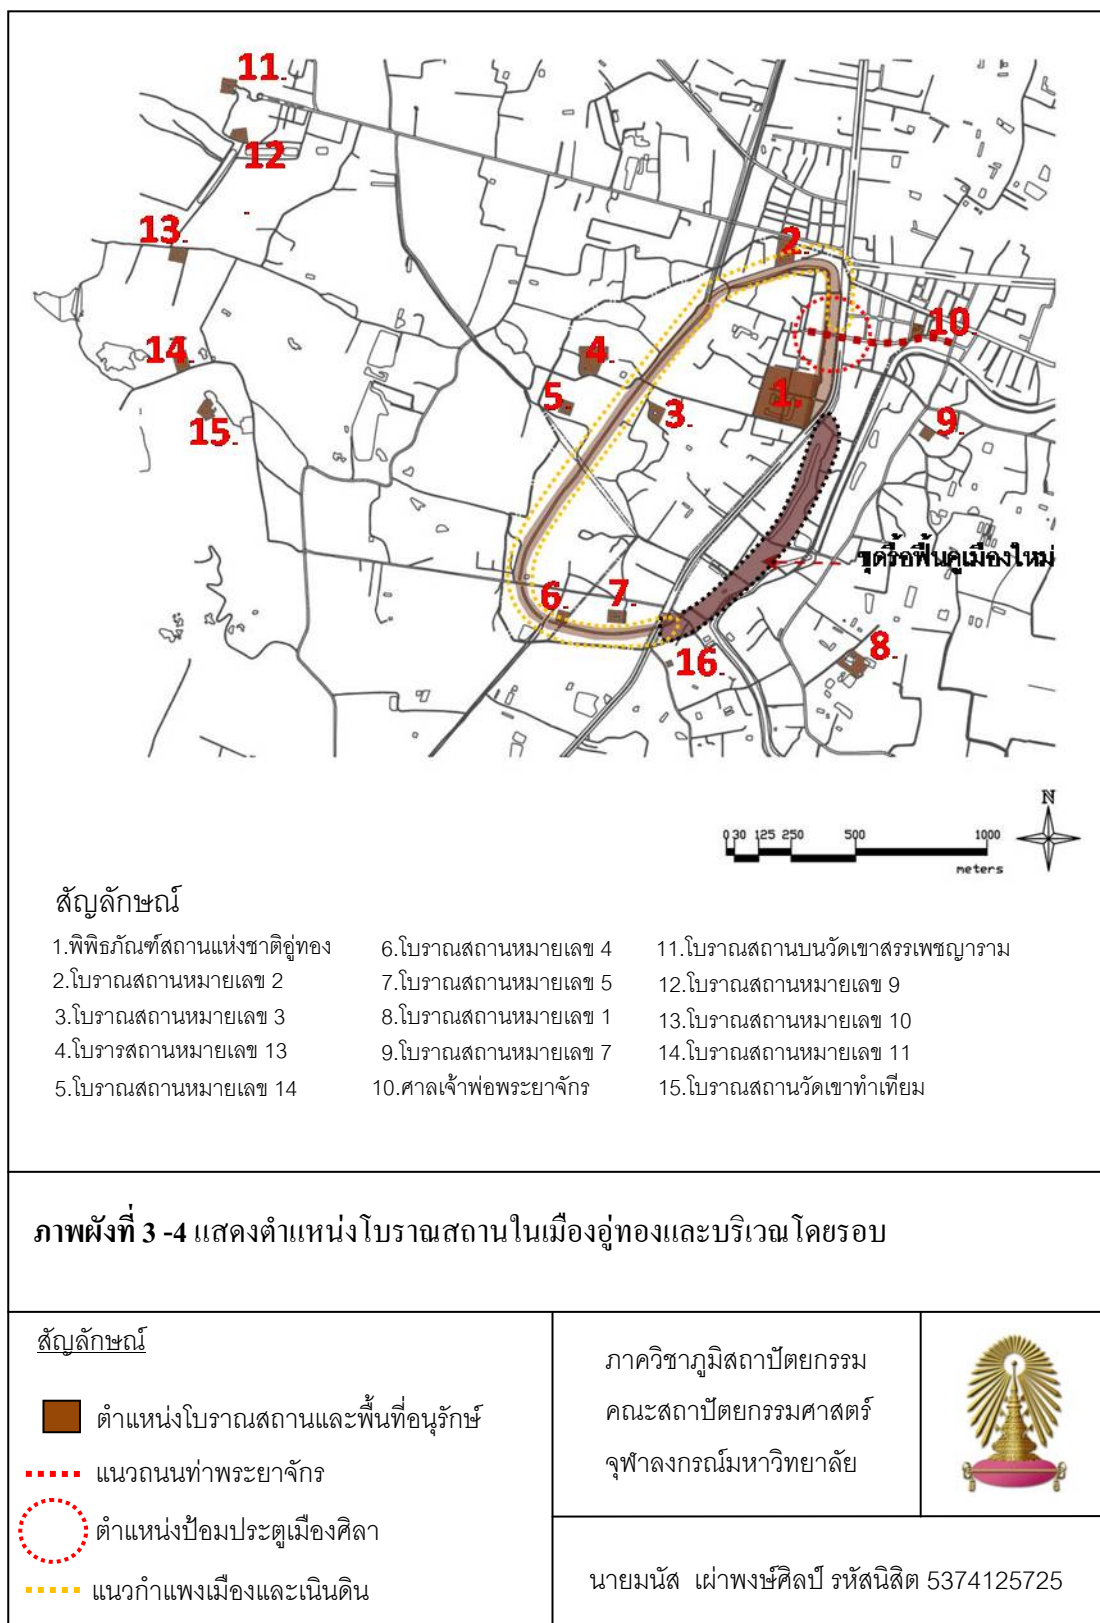 11.
12
13.
14.
15.
2.
10.
4.
5.
3.
1.
9.
ขุดรื้อฟื้นคูเมืองใหม่
6.
7.
8.
16.
N
0 30 125 250 500 1000
meters
สัญลักษณ์
1.พิพิธภัณฑ์สถานแห่งชาติอู่ทอง
2.โบราณสถานหมายเลข 2
3.โบราณสถานหมายเลข 3
4.โบรารสถานหมายเลข 13
5.โบราณสถานหมายเลข 14
6.โบราณสถานหมายเลข 4
7.โบราณสถานหมายเลข 5
8.โบราณสถานหมายเลข 1
9.โบราณสถานหมายเลข 7
10.ศาลเจ้าพ่อพระยาจักร
11.โบราณสถานบนวัดเขาสรรเพชญาราม
12.โบราณสถานหมายเลข 9
13.โบราณสถานหมายเลข 10
14.โบราณสถานหมายเลข 11
15.โบราณสถานวัดเขาทำเทียม
ภาพผังที่ 3 -4 แสดงตำแหน่งโบราณสถานในเมืองอู่ทองและบริเวณโดยรอบ
สัญลักษณ์
ตำแหน่งโบราณสถานและพื้นที่อนุรักษ์
แนวถนนท่าพระยาจักร
ตำแหน่งป้อมประตูเมืองศิลา
แนวกำแพงเมืองและเนินดิน
ภาควิชาภูมิสถาปัตยกรรม
คณะสถาปัตยกรรมศาสตร์
จุฬาลงกรณ์มหาวิทยาลัย
นายมนัส เผ่าพงษ์ศิลป์ รหัสนิสิต 5374125725